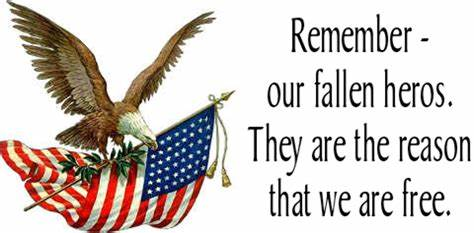 Remember -
our fallen heros.
They are the reason
that we are free.